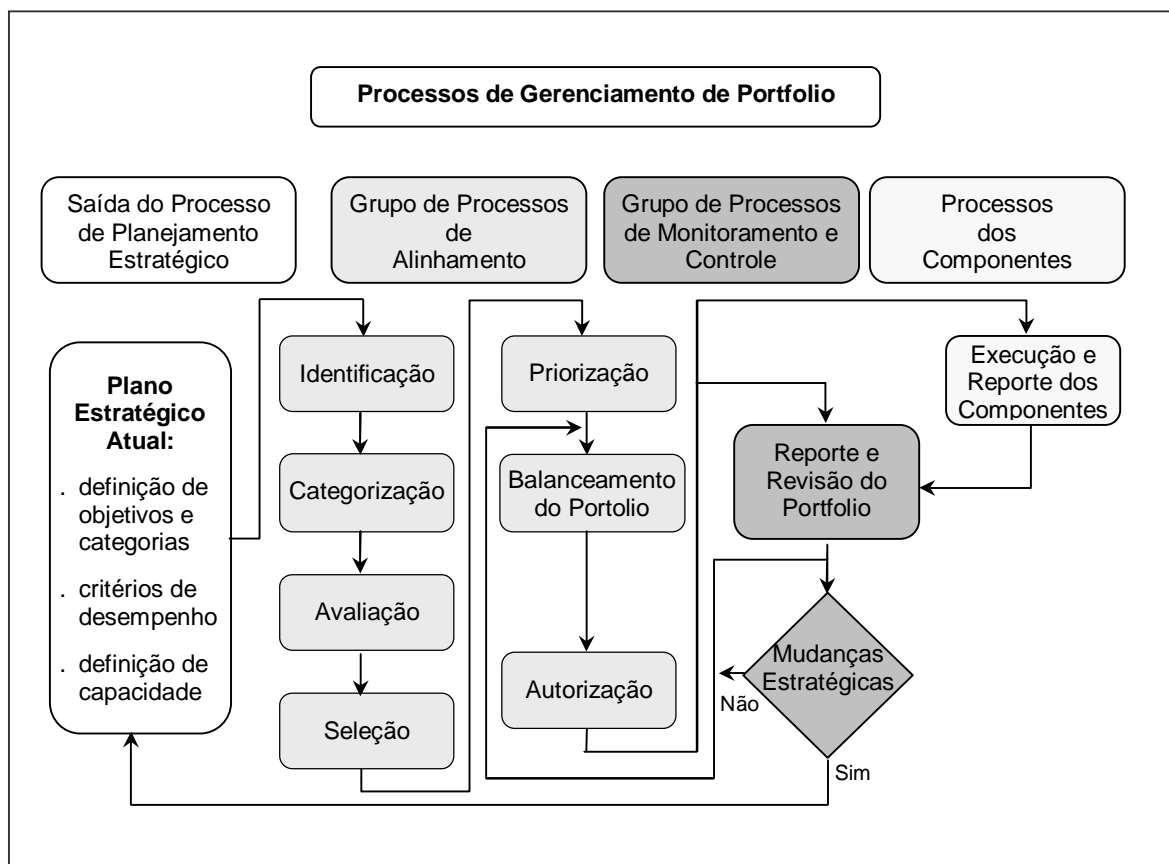 Processos de Gerenciamento de Portfolio
Saída do Processo
de Planejamento
Estratégico
Grupo de Processos
de
Alinhamento
Grupo de Processos
de Monitoramento e
Controle
Processos
dos
Componentes
Plano
Estratégico
Atual:
. definição de
objetivos e
categorias
. critérios de
desempenho
. definição de
capacidade
Identificação
Categorização
Avaliação
Seleção
Priorização
Balanceamento
do Portolio
Autorização
Execução e
Reporte dos
Componentes
Reporte e
Revisão do
Portfolio
Mudanças
Estratégicas
Não
Sim